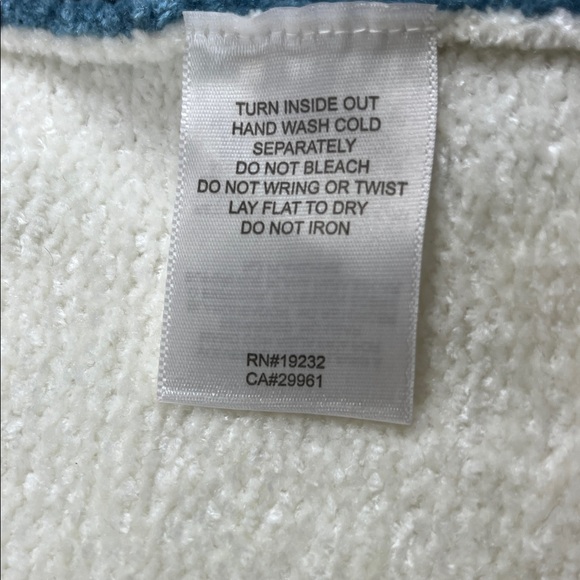 TURN INSIDE OUT
HAND WASH COLD
SEPARATELY
DO NOT BLEACH
DO NOT WRING OR TWIST
LAY FLAT TO DRY
DO NOT IRON
RN#19232
CA#29961